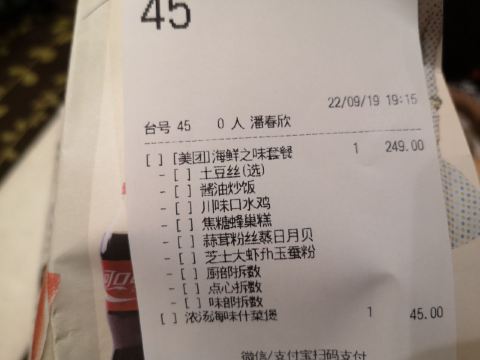 45
22/09/19 19:15
台号 45 0 人 潘春欣
[ ] [美团]海鲜之味套餐 1 249.00
- [ ] 土豆丝(选)
- [ ] 酱油炒饭
- [ ] 川味口水鸡
- [ ] 焦糖蜂巢糕
- [ ] 蒜茸粉丝蒸日月贝
- [ ] 芝士大虾fh玉蚕粉
- [ ] 厨部拆数
- [ ] 点心拆数
- [ ] 味部拆数
[ ] 浓汤海味什菜煲 1 45.00
微信/支付宝扫码支付
可口